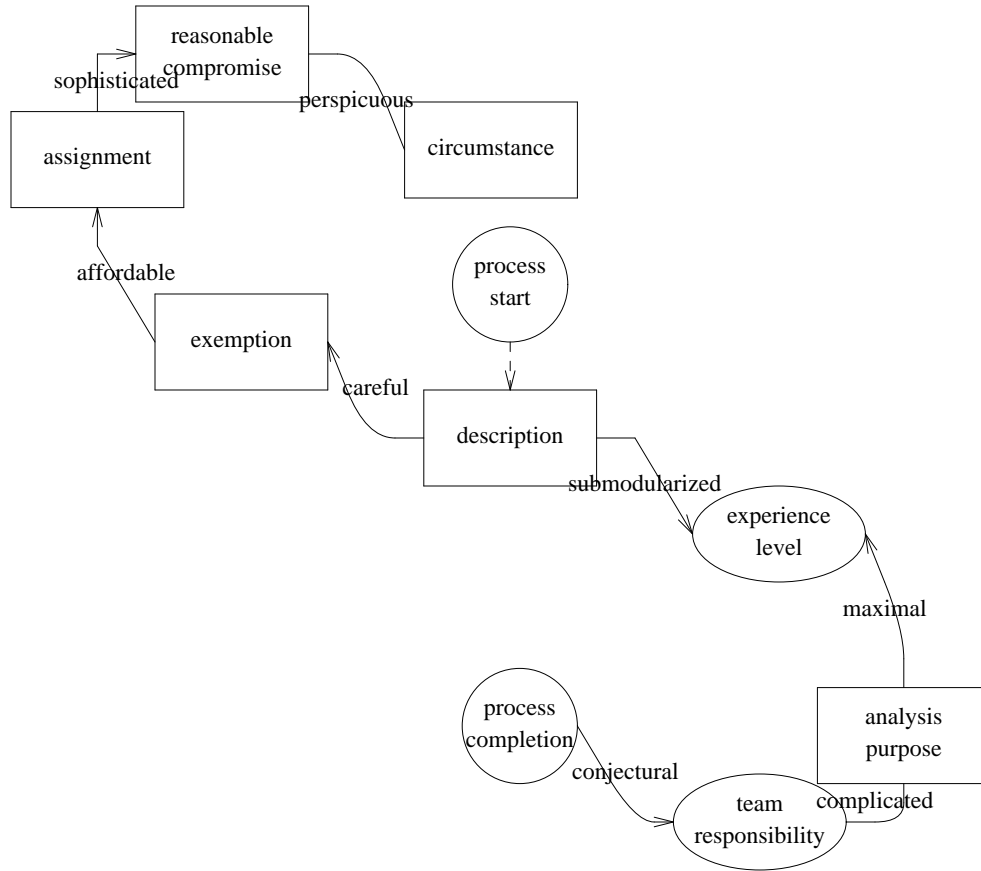 reasonable
compromise
sophisticated
perspicuous
circumstance
assignment
process
start
affordable
exemption
careful
description
submodularized
experience
level
maximal
process
completion
analysis
purpose
conjectural
complicated
team
responsibility